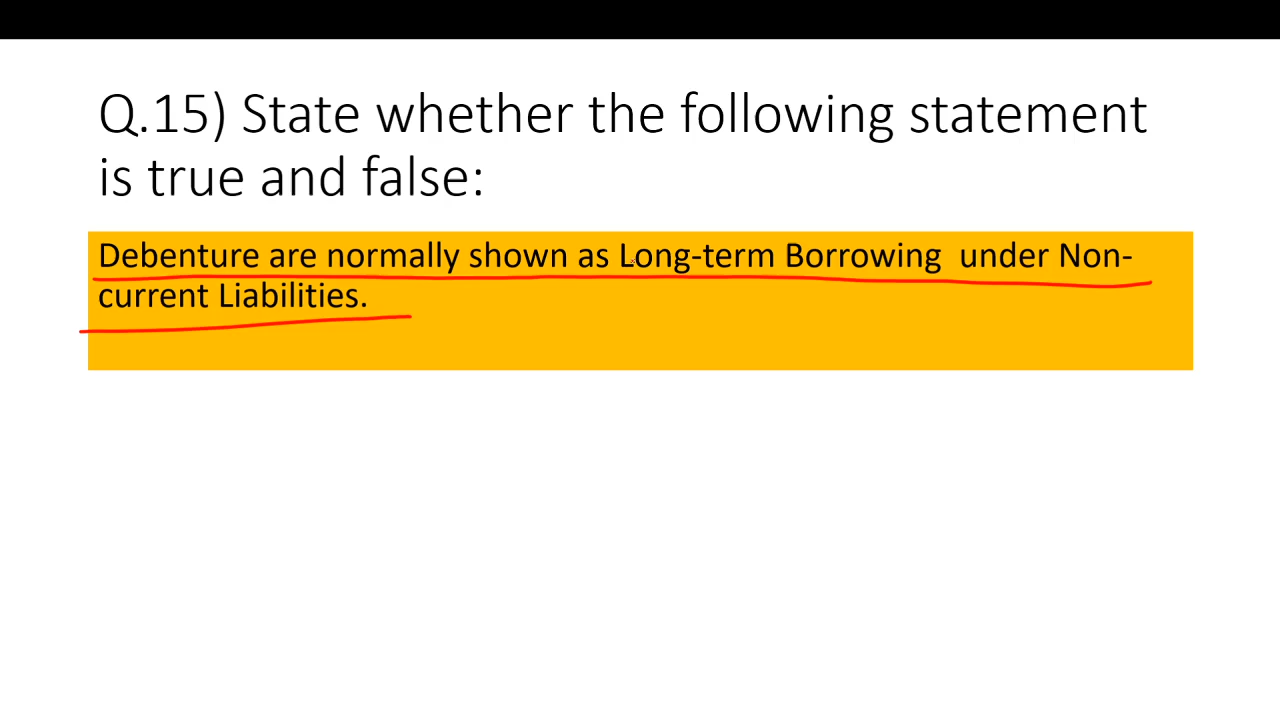 Q.15) State whether the following statement
is true and false:
Debenture are normally shown as Long-term Borrowing  under Non-
current Liabilities.